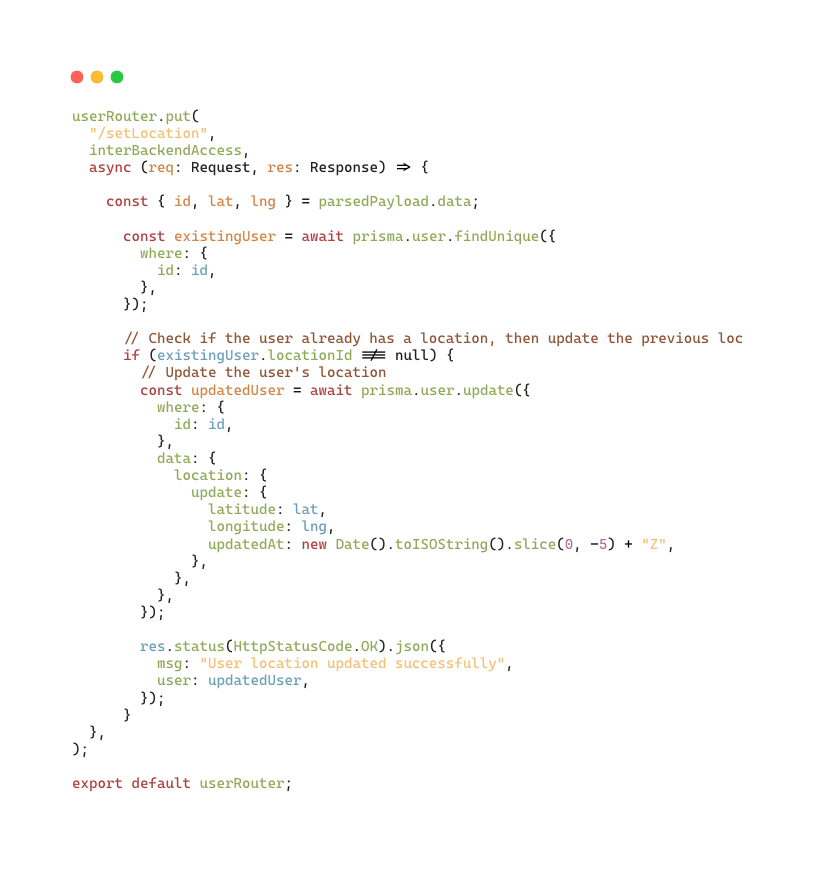 userRouter.put(
  "/setLocation",
  interBackendAccess,
  async (req: Request, res: Response) => {

    const { id, lat, lng } = parsedPayload.data;

      const existingUser = await prisma.user.findUnique({
        where: {
          id: id,
        },
      });

      // Check if the user already has a location, then update the previous loc
      if (existingUser.locationId !== null) {
        // Update the user's location
        const updatedUser = await prisma.user.update({
          where: {
            id: id,
          },
          data: {
            location: {
              update: {
                latitude: lat,
                longitude: lng,
                updatedAt: new Date().toISOString().slice(0, -5) + "Z",
              },
            },
          },
        });

        res.status(HttpStatusCode.OK).json({
          msg: "User location updated successfully",
          user: updatedUser,
        });
      }
  },
);

export default userRouter;